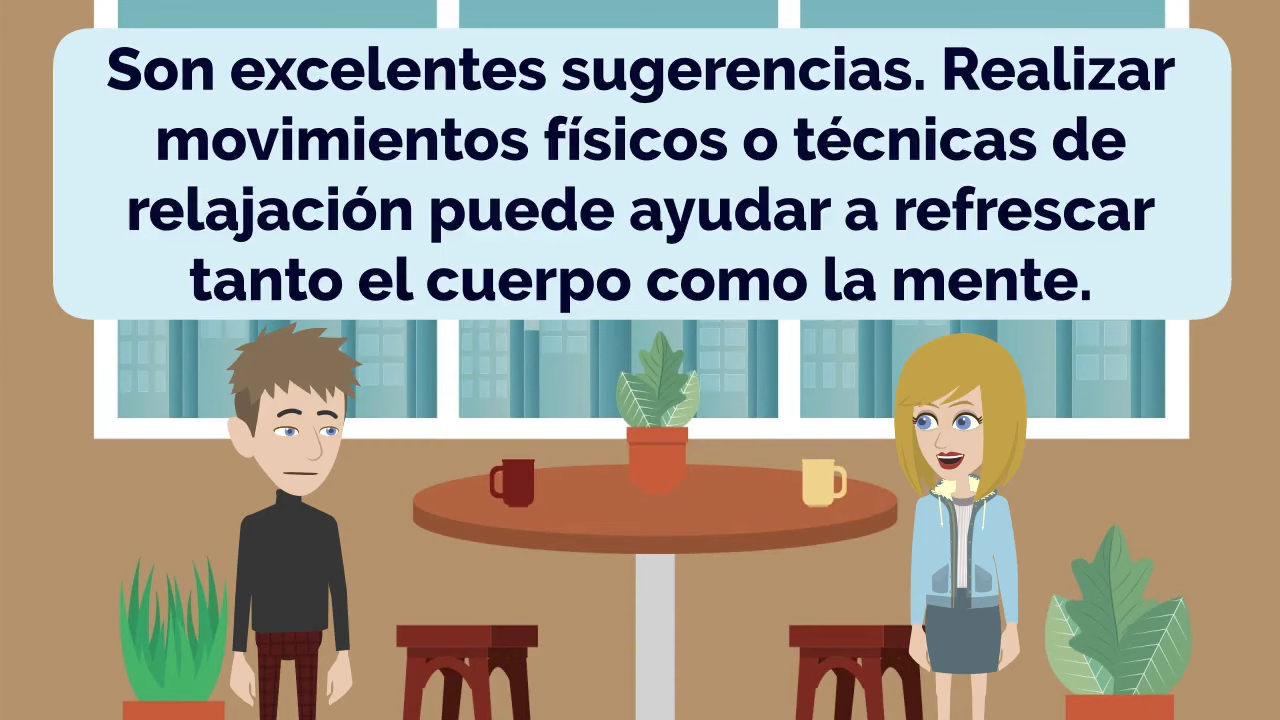 Son excelentes sugerencias. Realizar
movimientos físicos o técnicas de
relajación puede ayudar a refrescar
tanto el cuerpo como la mente.